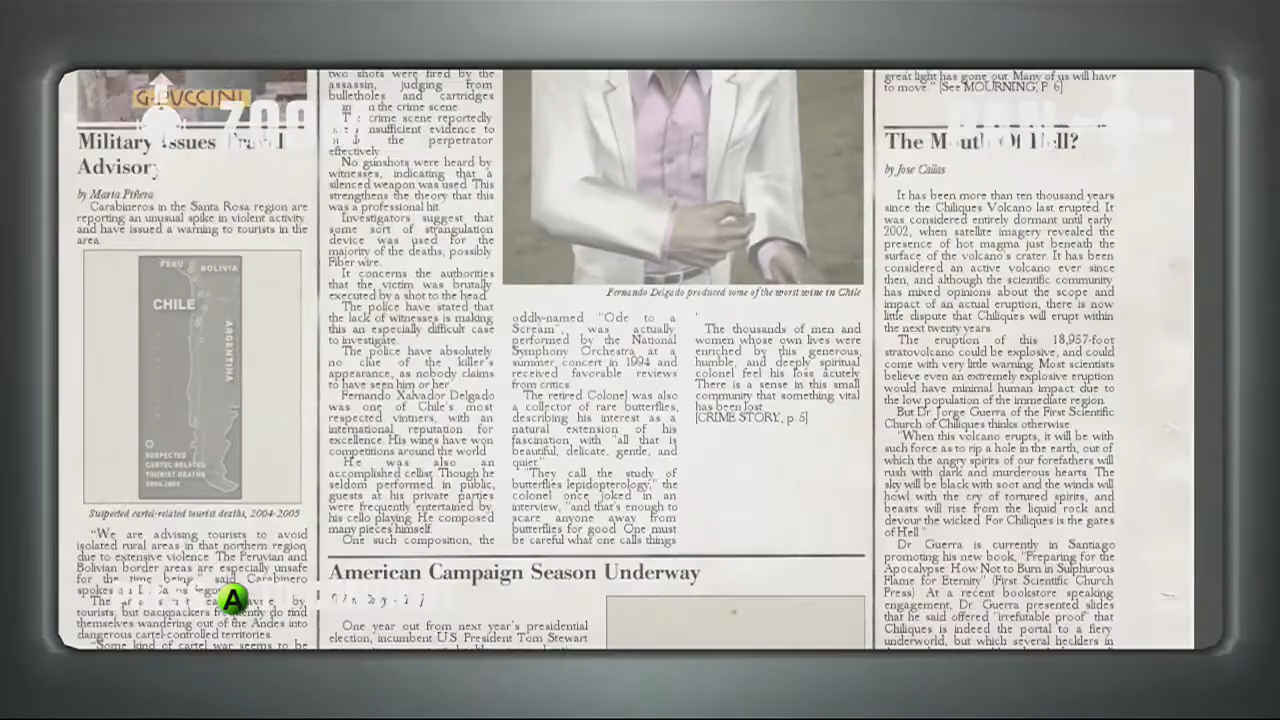 G. PUCCINI
Military Issues Travel
Advisory
by Marta Piñera
Carabineros in the Santa Rosa region are
reporting an unusual spike in violent activity
and have issued a warning to tourists in the
area.
PERU
BOLIVIA
CHILE
ARGENTINA
SUSPECTED
CARTEL-RELATED
TOURIST DEATHS
2004-2005
Suspected cartel-related tourist deaths, 2004-2005
"We are advising tourists to avoid
isolated rural areas in that northern region
due to extensive violence. The Peruvian and
Bolivian border areas are especially unsafe
for the time being," said Carabinero
The
by
tourists, but backpackers frequently do find
themselves wandering out of the Andes into
dangerous cartel-controlled territories.
"Some kind of cartel war seems to be
two shots were fired by the
assassin, judging from
bulletholes and cartridges
in the crime scene.
crime scene reportedly
insufficient evidence to
the perpetrator
effectively.
No gunshots were heard by
witnesses, indicating that a
silenced weapon was used. This
strengthens the theory that this
was a professional hit.
Investigators suggest that
some sort of strangulation
device was used for the
majority of the deaths, possibly
Fiber wire.
It concerns the authorities
that the victim was brutally
executed by a shot to the head.
The police have stated that
the lack of witnesses is making
this an especially difficult case
to investigate.
The police have absolutely
no clue of the killer's
appearance, as nobody claims
to have seen him or her.
Fernando Xalvador Delgado
was one of Chile's most
respected vintners, with an
international reputation for
excellence. His wines have won
competitions around the world.
He was also an
accomplished cellist. Though he
seldom performed in public,
guests at his private parties
were frequently entertained by
his cello playing. He composed
many pieces himself.
One such composition, the
Fernando Delgado produced some of the worst wine in Chile
oddly-named "Ode to a
Scream", was actually
performed by the National
Symphony Orchestra at a
summer concert in 1994 and
received favorable reviews
from critics.
The retired Colonel was also
a collector of rare butterflies,
describing his interest as a
natural extension of his
fascination with "all that is
beautiful, delicate, gentle, and
quiet."
"They call the study of
butterflies lepidopterology," the
colonel once joked in an
interview, "and that's enough to
scare anyone away from
butterflies for good. One must
be careful what one calls things
The thousands of men and
women whose own lives were
enriched by this generous,
humble, and deeply spiritual
colonel feel his loss acutely.
There is a sense in this small
community that something vital
has been lost.
[CRIME STORY, p. 5]
American Campaign Season Underway
One year out from next year's presidential
election, incumbent U.S. President Tom Stewart
great light has gone out. Many of us will have
to move." [See MOURNING, P. 6]
The Mouth Of Hell?
by Jose Callas
It has been more than ten thousand years
since the Chiliques Volcano last erupted. It
was considered entirely dormant until early
2002, when satellite imagery revealed the
presence of hot magma just beneath the
surface of the volcano's crater. It has been
considered an active volcano ever since
then, and although the scientific community
has mixed opinions about the scope and
impact of an actual eruption, there is now
little dispute that Chiliques will erupt within
the next twenty years.
The eruption of this 18,957-foot
stratovolcano could be explosive, and could
come with very little warning. Most scientists
believe even an extremely explosive eruption
would have minimal human impact due to
the low population of the immediate region.
But Dr. Jorge Guerra of the First Scientific
Church of Chiliques thinks otherwise.
"When this volcano erupts, it will be with
such force as to rip a hole in the earth, out of
which the angry spirits of our forefathers will
rush with dark and murderous hearts. The
sky will be black with soot and the winds will
howl with the cry of tortured spirits, and
beasts will rise from the liquid rock and
devour the wicked. For Chiliques is the gates
of Hell."
Dr. Guerra is currently in Santiago
promoting his new book, "Preparing for the
Apocalypse: How Not to Burn in Sulphurous
Flame for Eternity" (First Scientific Church
Press). At a recent bookstore speaking
engagement, Dr. Guerra presented slides
that he said offered "irrefutable proof" that
Chiliques is indeed the portal to a fiery
underworld, but which several hecklers in
A